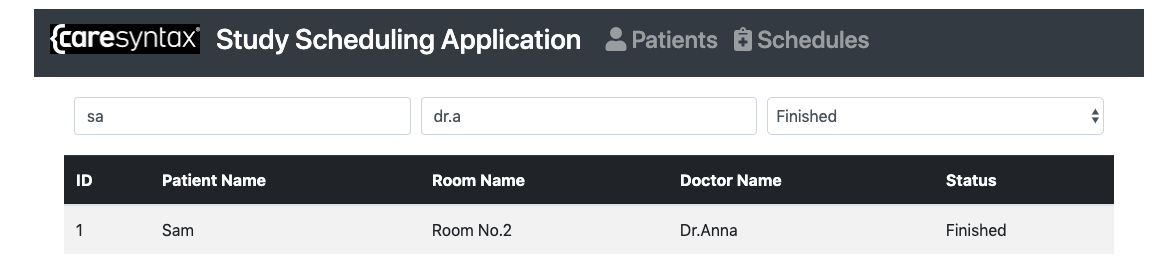 {caresyntax® Study Scheduling Application Patients Schedules
sa dr.a Finished
ID Patient Name Room Name Doctor Name Status
1 Sam Room No.2 Dr.Anna Finished